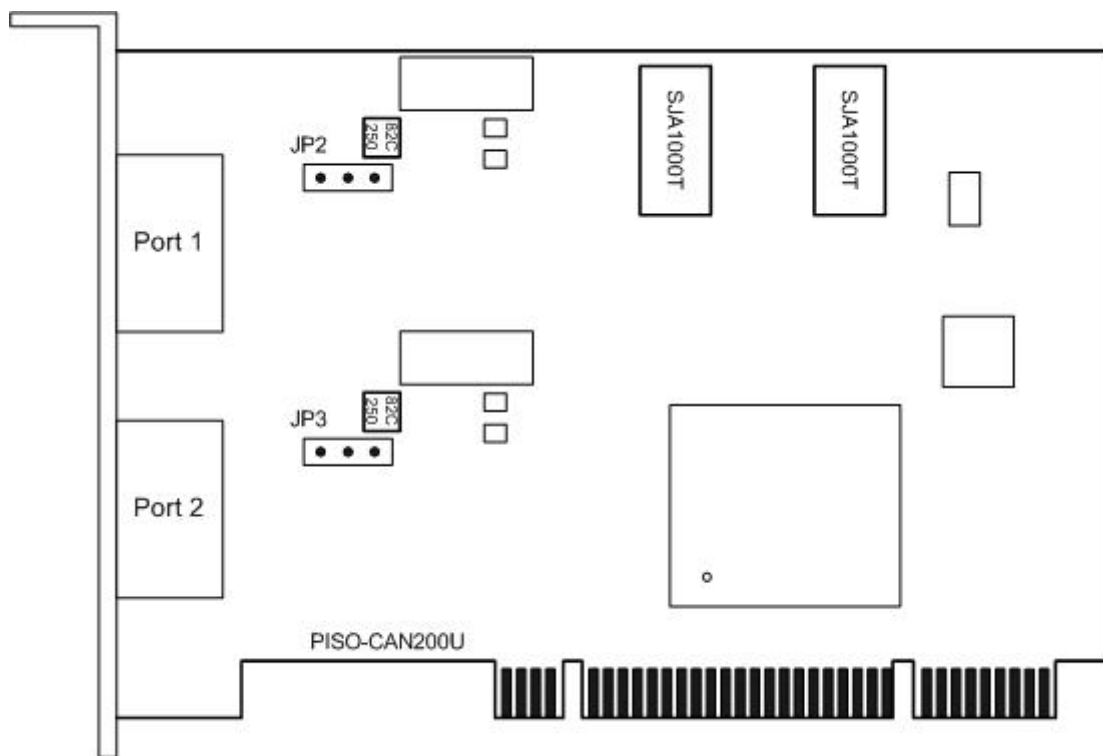 SJA1000T
SJA1000T
82C
250
JP2
Port 1
82C
250
JP3
Port 2
PISO-CAN200U